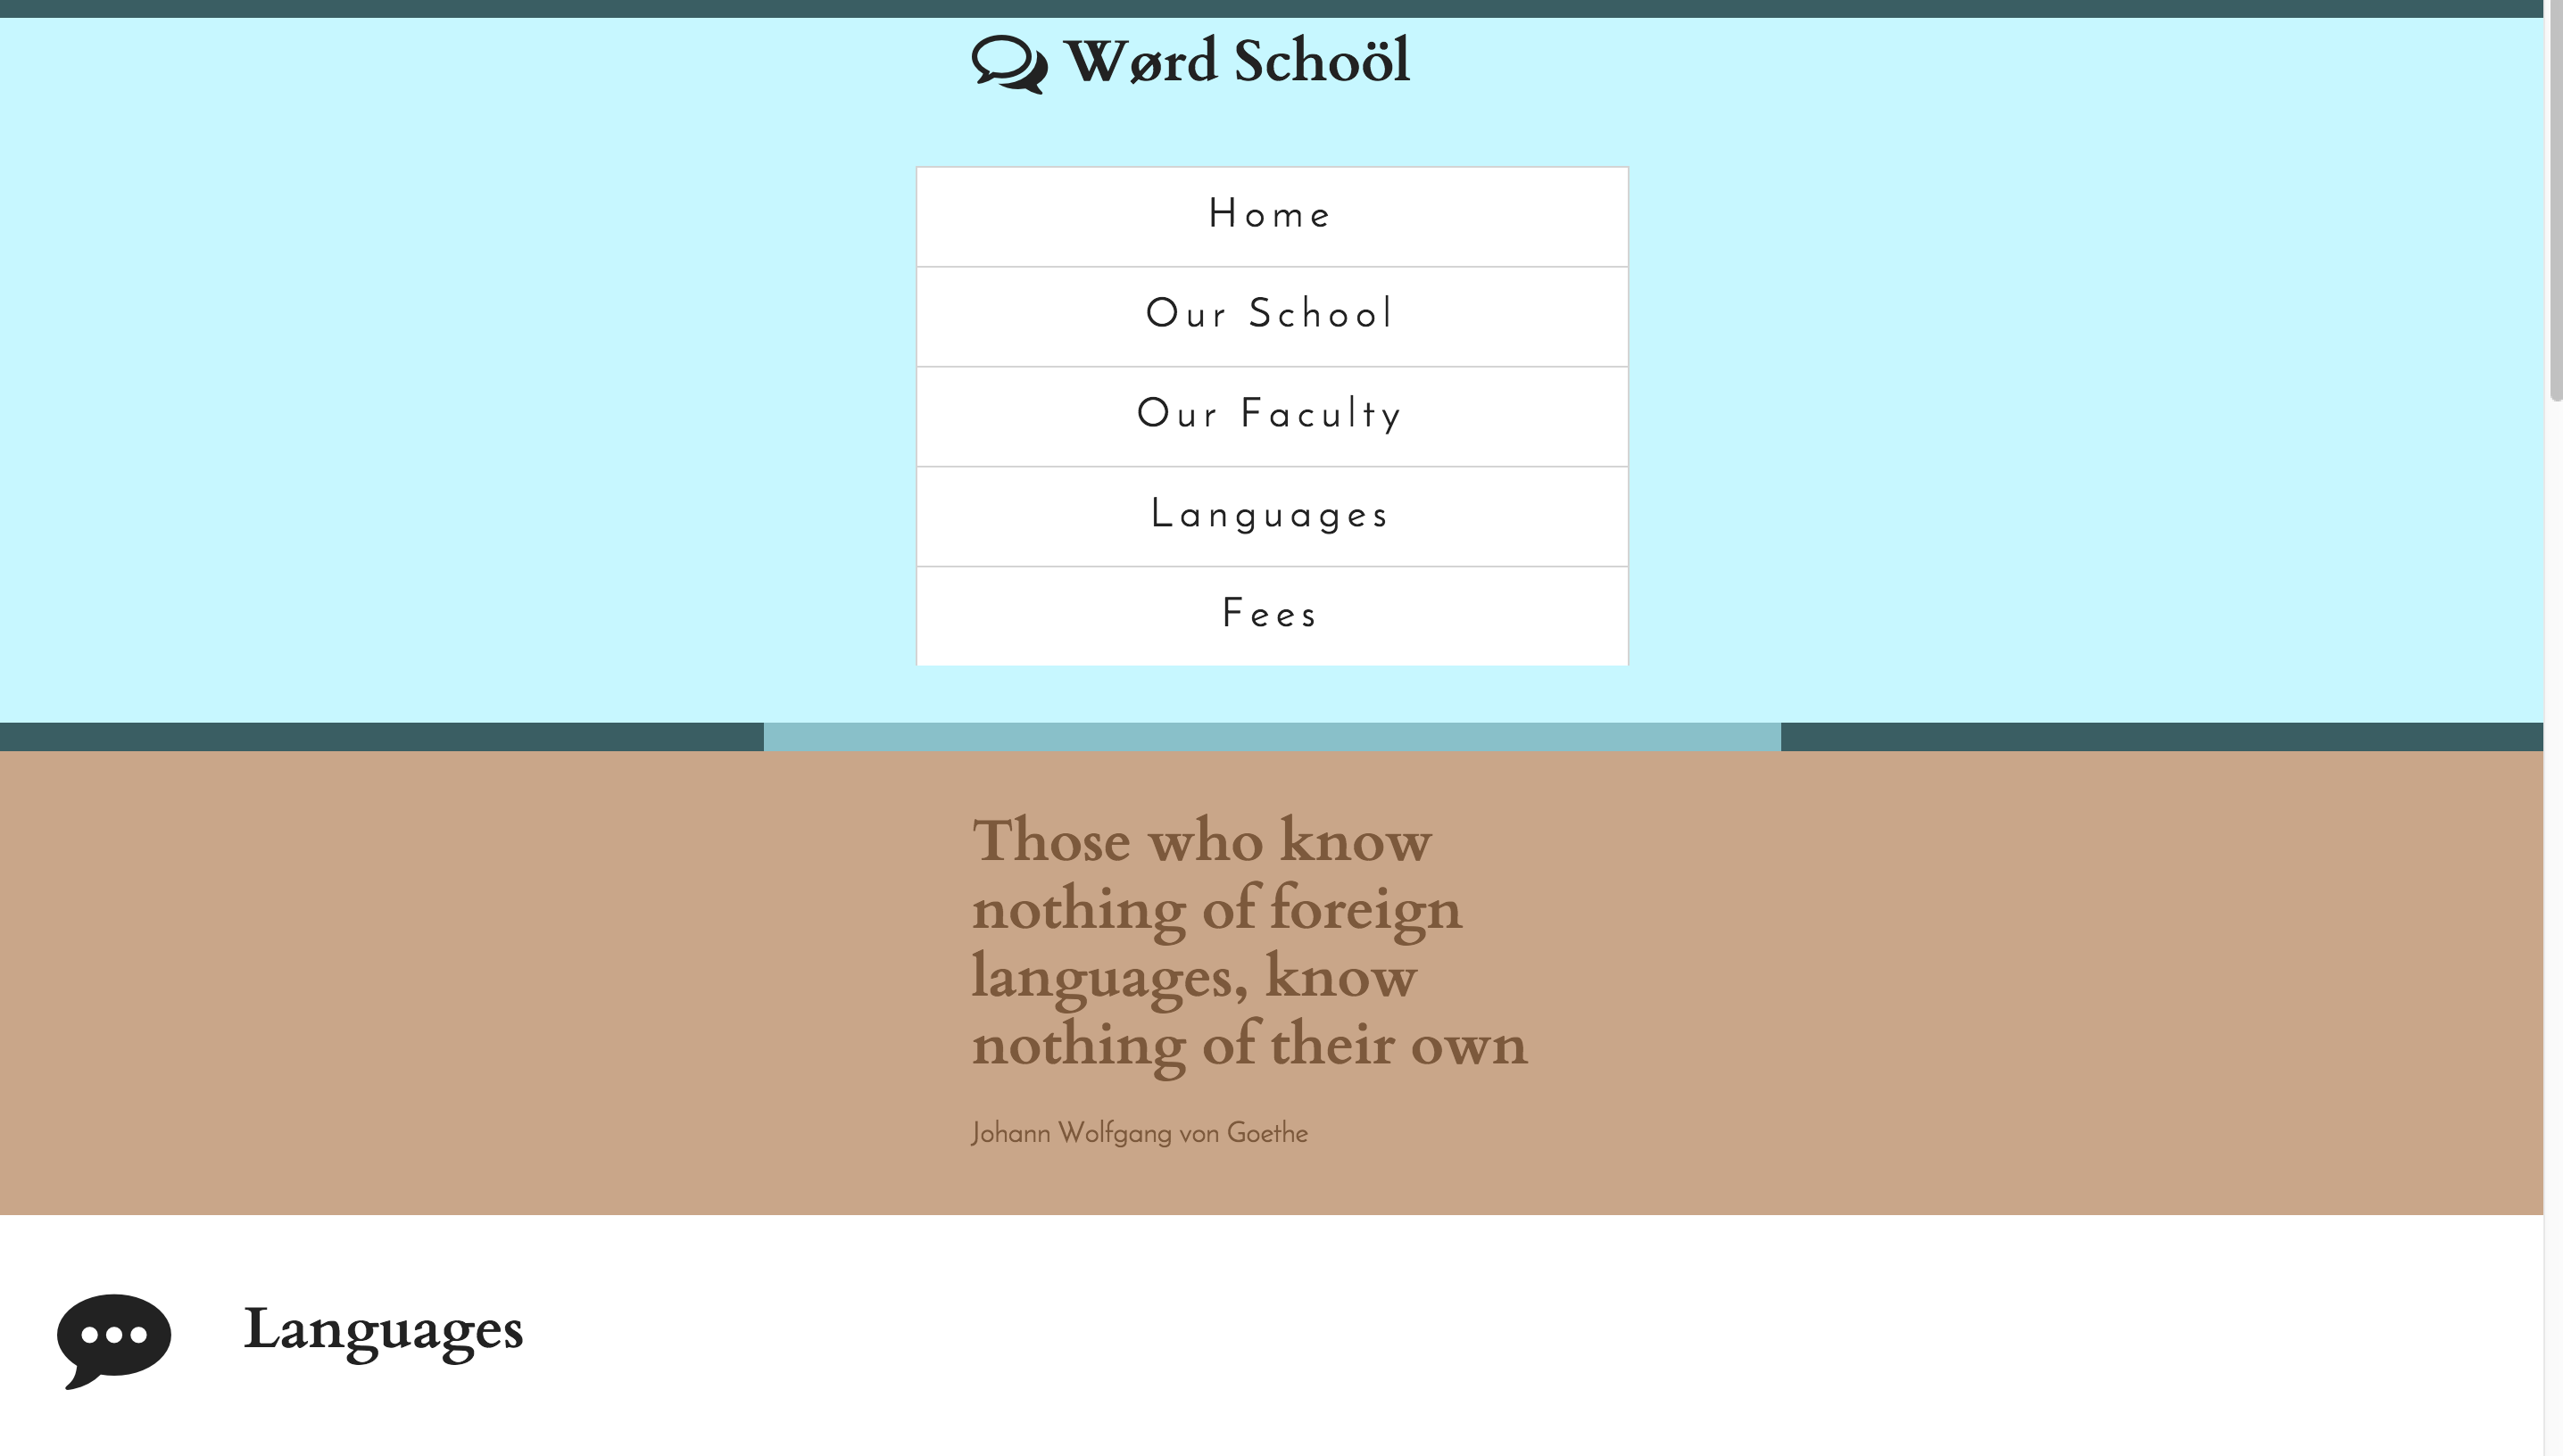 Wørd Schoöl
Home
Our School
Our Faculty
Languages
Fees
Those who know
nothing of foreign
languages, know
nothing of their own
Johann Wolfgang von Goethe
Languages